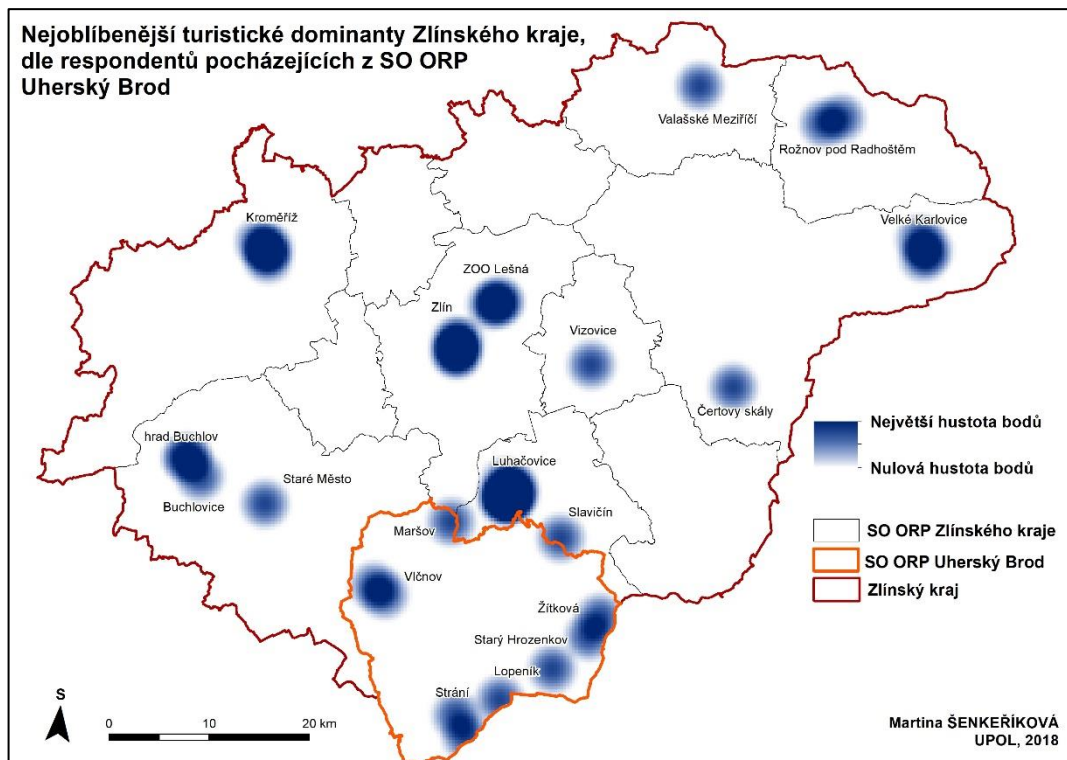 Nejoblíbenější turistické dominanty Zlínského kraje,
dle respondentů pocházejících z SO ORP
Uherský Brod
Valašské Meziříčí
Rožnov pod Radhoštěm
Kroměříž
Velké Karlovice
ZOO Lešná
Zlín
Vizovice
Čertovy skály
hrad Buchlov
Buchlovice
Staré Město
Luhačovice
Maršov
Slavičín
Vlčnov
Žítková
Starý Hrozenkov
Lopeník
Strání
Největší hustota bodů
Nulová hustota bodů
SO ORP Zlínského kraje
SO ORP Uherský Brod
Zlínský kraj
S
0 10 20 km
Martina ŠENKEŘÍKOVÁ
UPOL, 2018